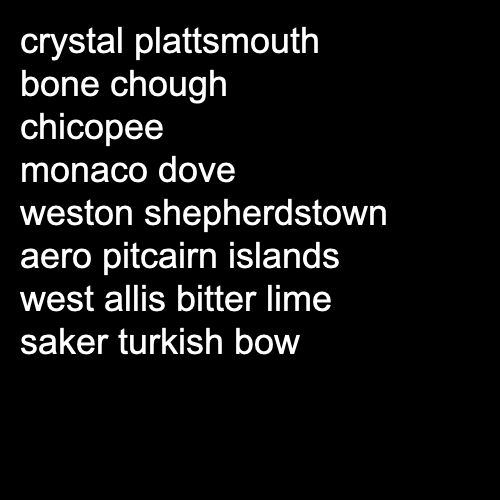 crystal plattsmouth
bone chough
chicopee
monaco dove
weston shepherdstown
aero pitcairn islands
west allis bitter lime
saker turkish bow